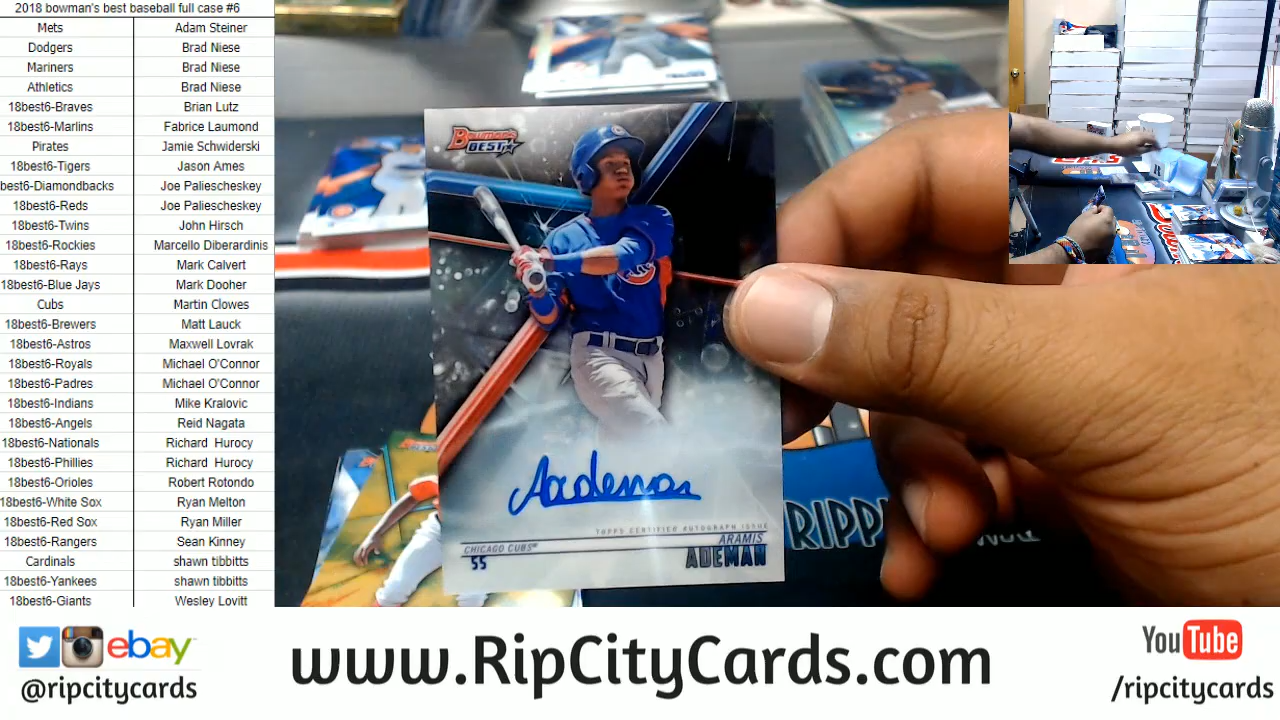 2018 bowman's best baseball full case #6
Mets Adam Steiner
Dodgers Brad Niese
Mariners Brad Niese
Athletics Brad Niese
18best6-Braves Brian Lutz
18best6-Marlins Fabrice Laumond
Pirates Jamie Schwiderski
18best6-Tigers Jason Ames
best6-Diamondbacks Joe Paliescheskey
18best6-Reds Joe Paliescheskey
18best6-Twins John Hirsch
18best6-Rockies Marcello Diberardinis
18best6-Rays Mark Calvert
18best6-Blue Jays Mark Dooher
Cubs Martin Clowes
18best6-Brewers Matt Lauck
18best6-Astros Maxwell Lovrak
18best6-Royals Michael O'Connor
18best6-Padres Michael O'Connor
18best6-Indians Mike Kralovic
18best6-Angels Reid Nagata
18best6-Nationals Richard Hurocy
18best6-Phillies Richard Hurocy
18best6-Orioles Robert Rotondo
18best6-White Sox Ryan Melton
18best6-Red Sox Ryan Miller
18best6-REngers Sean Kinney
Cardinals shawn tibbitts
18best6-Yankees shawn tibbitts
18best6-Giants Wesley Lovitt
Bowman's
BEST
TOPPS CERTIFIED AUTOGRAPH ISSUE
CHICAGO CUBS® ARAMIS
SS ADEMAN
RIPP
ebay
@ripcitycards
www.RipCityCards.com
YouTube
/ripcitycards